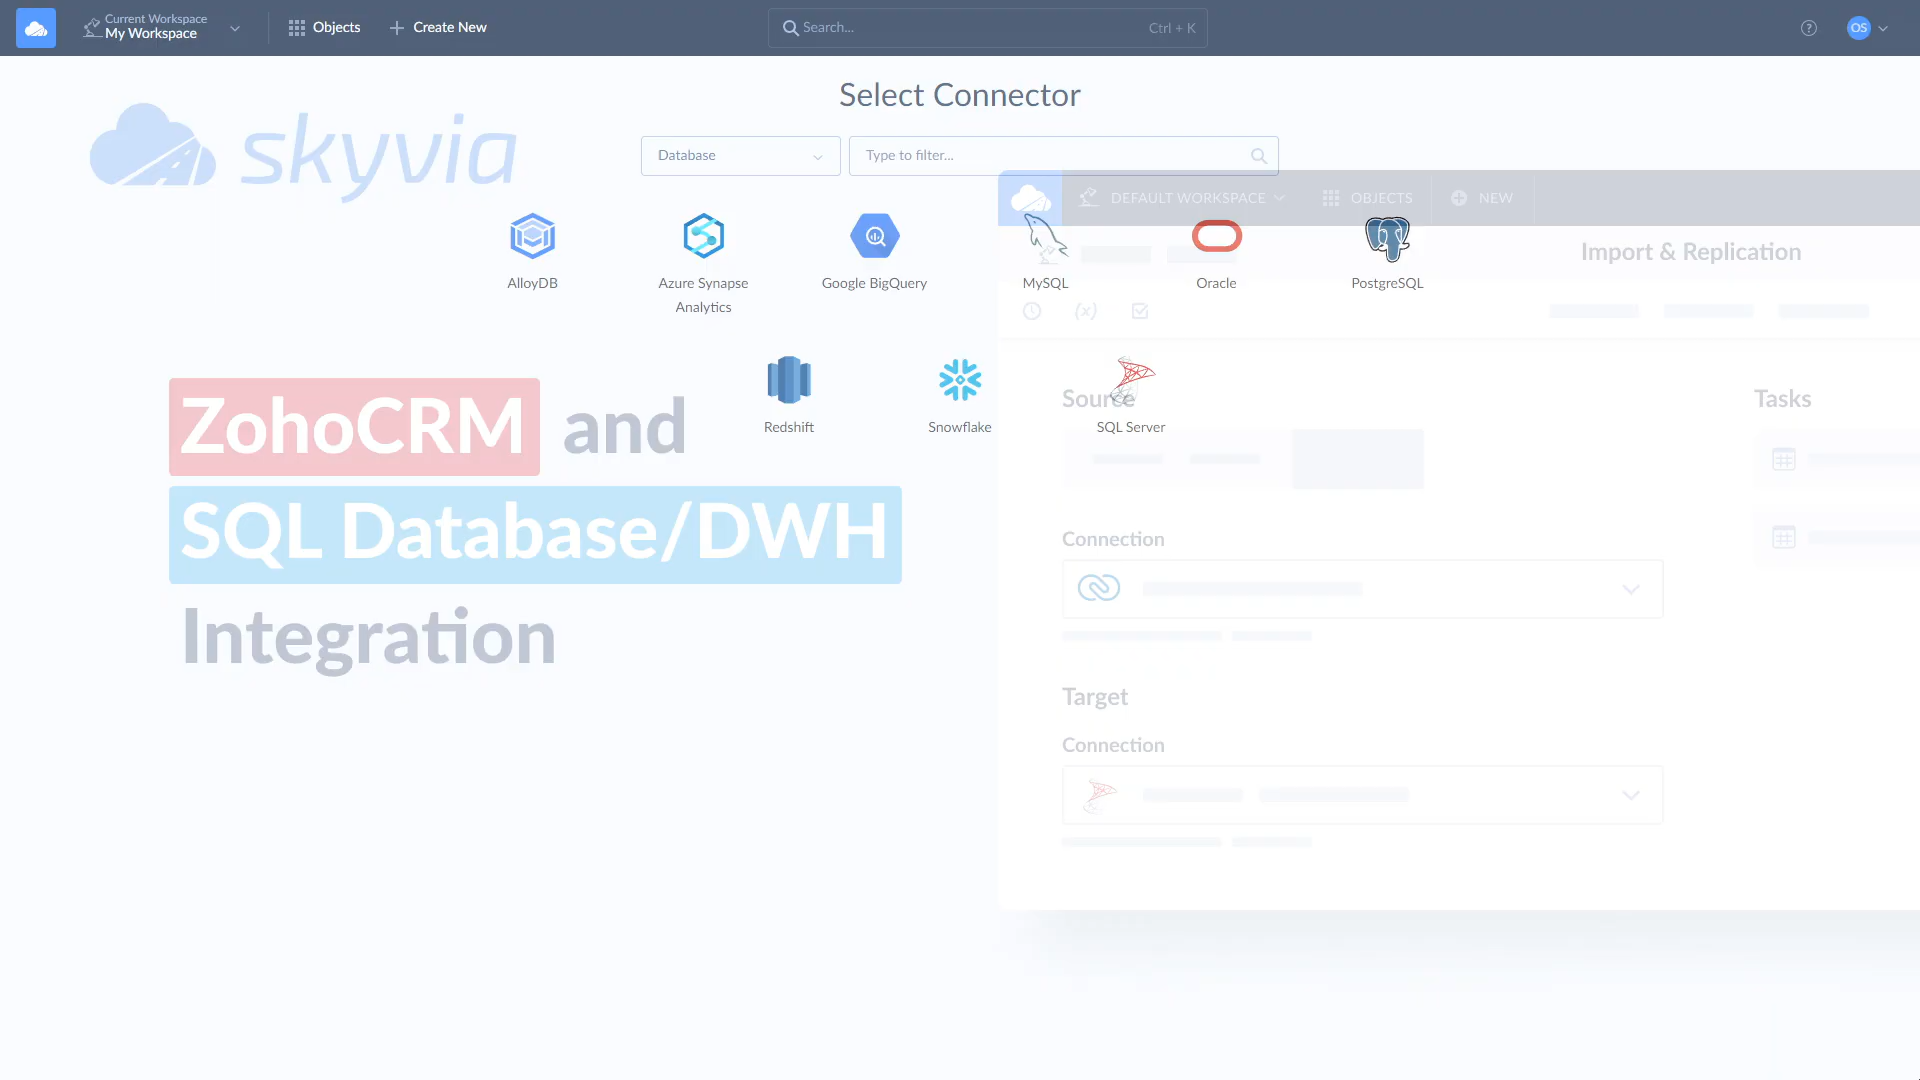 Current Workspace
My Workspace
Objects
Create New
Search...
Ctrl + K
OS
Select Connector
skyvia
Database
Type to filter...
DEFAULT WORKSPACE
OBJECTS
NEW
Import & Replication
AlloyDB
Azure Synapse
Analytics
Google BigQuery
MySQL
Oracle
PostgreSQL
(x)
Redshift
Snowflake
SQL Server
Source
Tasks
ZohoCRM and
SQL Database/DWH
Integration
Connection
Target
Connection